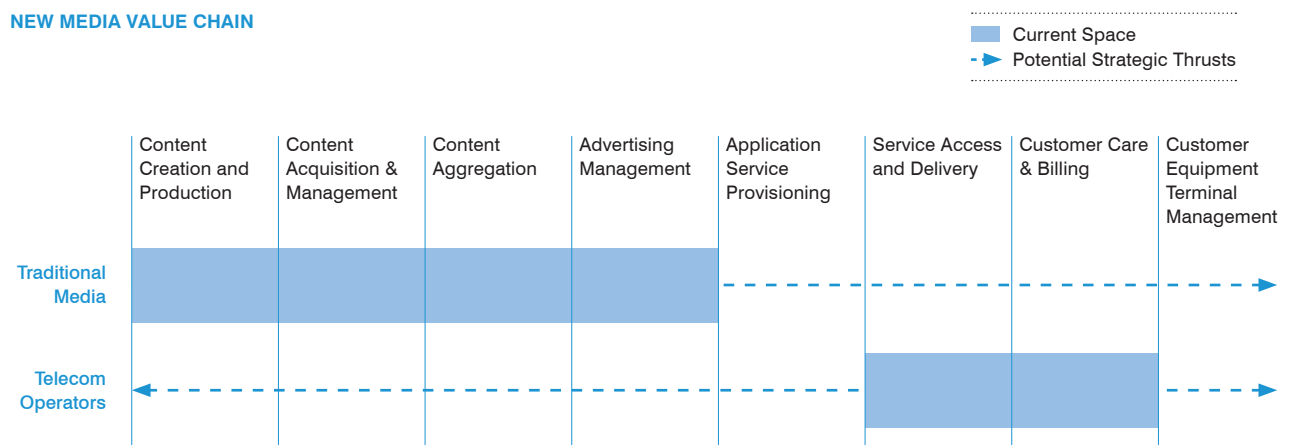 NEW MEDIA VALUE CHAIN
Current Space
Potential Strategic Thrusts
Content
Creation and
Production
Content
Acquisition &
Management
Content
Aggregation
Advertising
Management
Application
Service
Provisioning
Service Access
and Delivery
Customer Care
& Billing
Customer
Equipment
Terminal
Management
Traditional
Media
Telecom
Operators